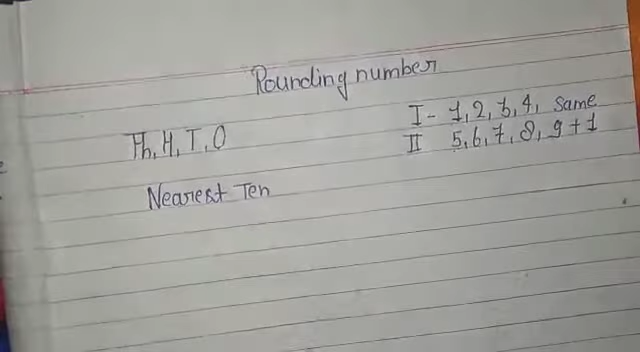 Rounding number
Th, H, T, O
I - 1, 2, 3, 4, same
II 5, 6, 7, 8, 9 + 1
Nearest Ten